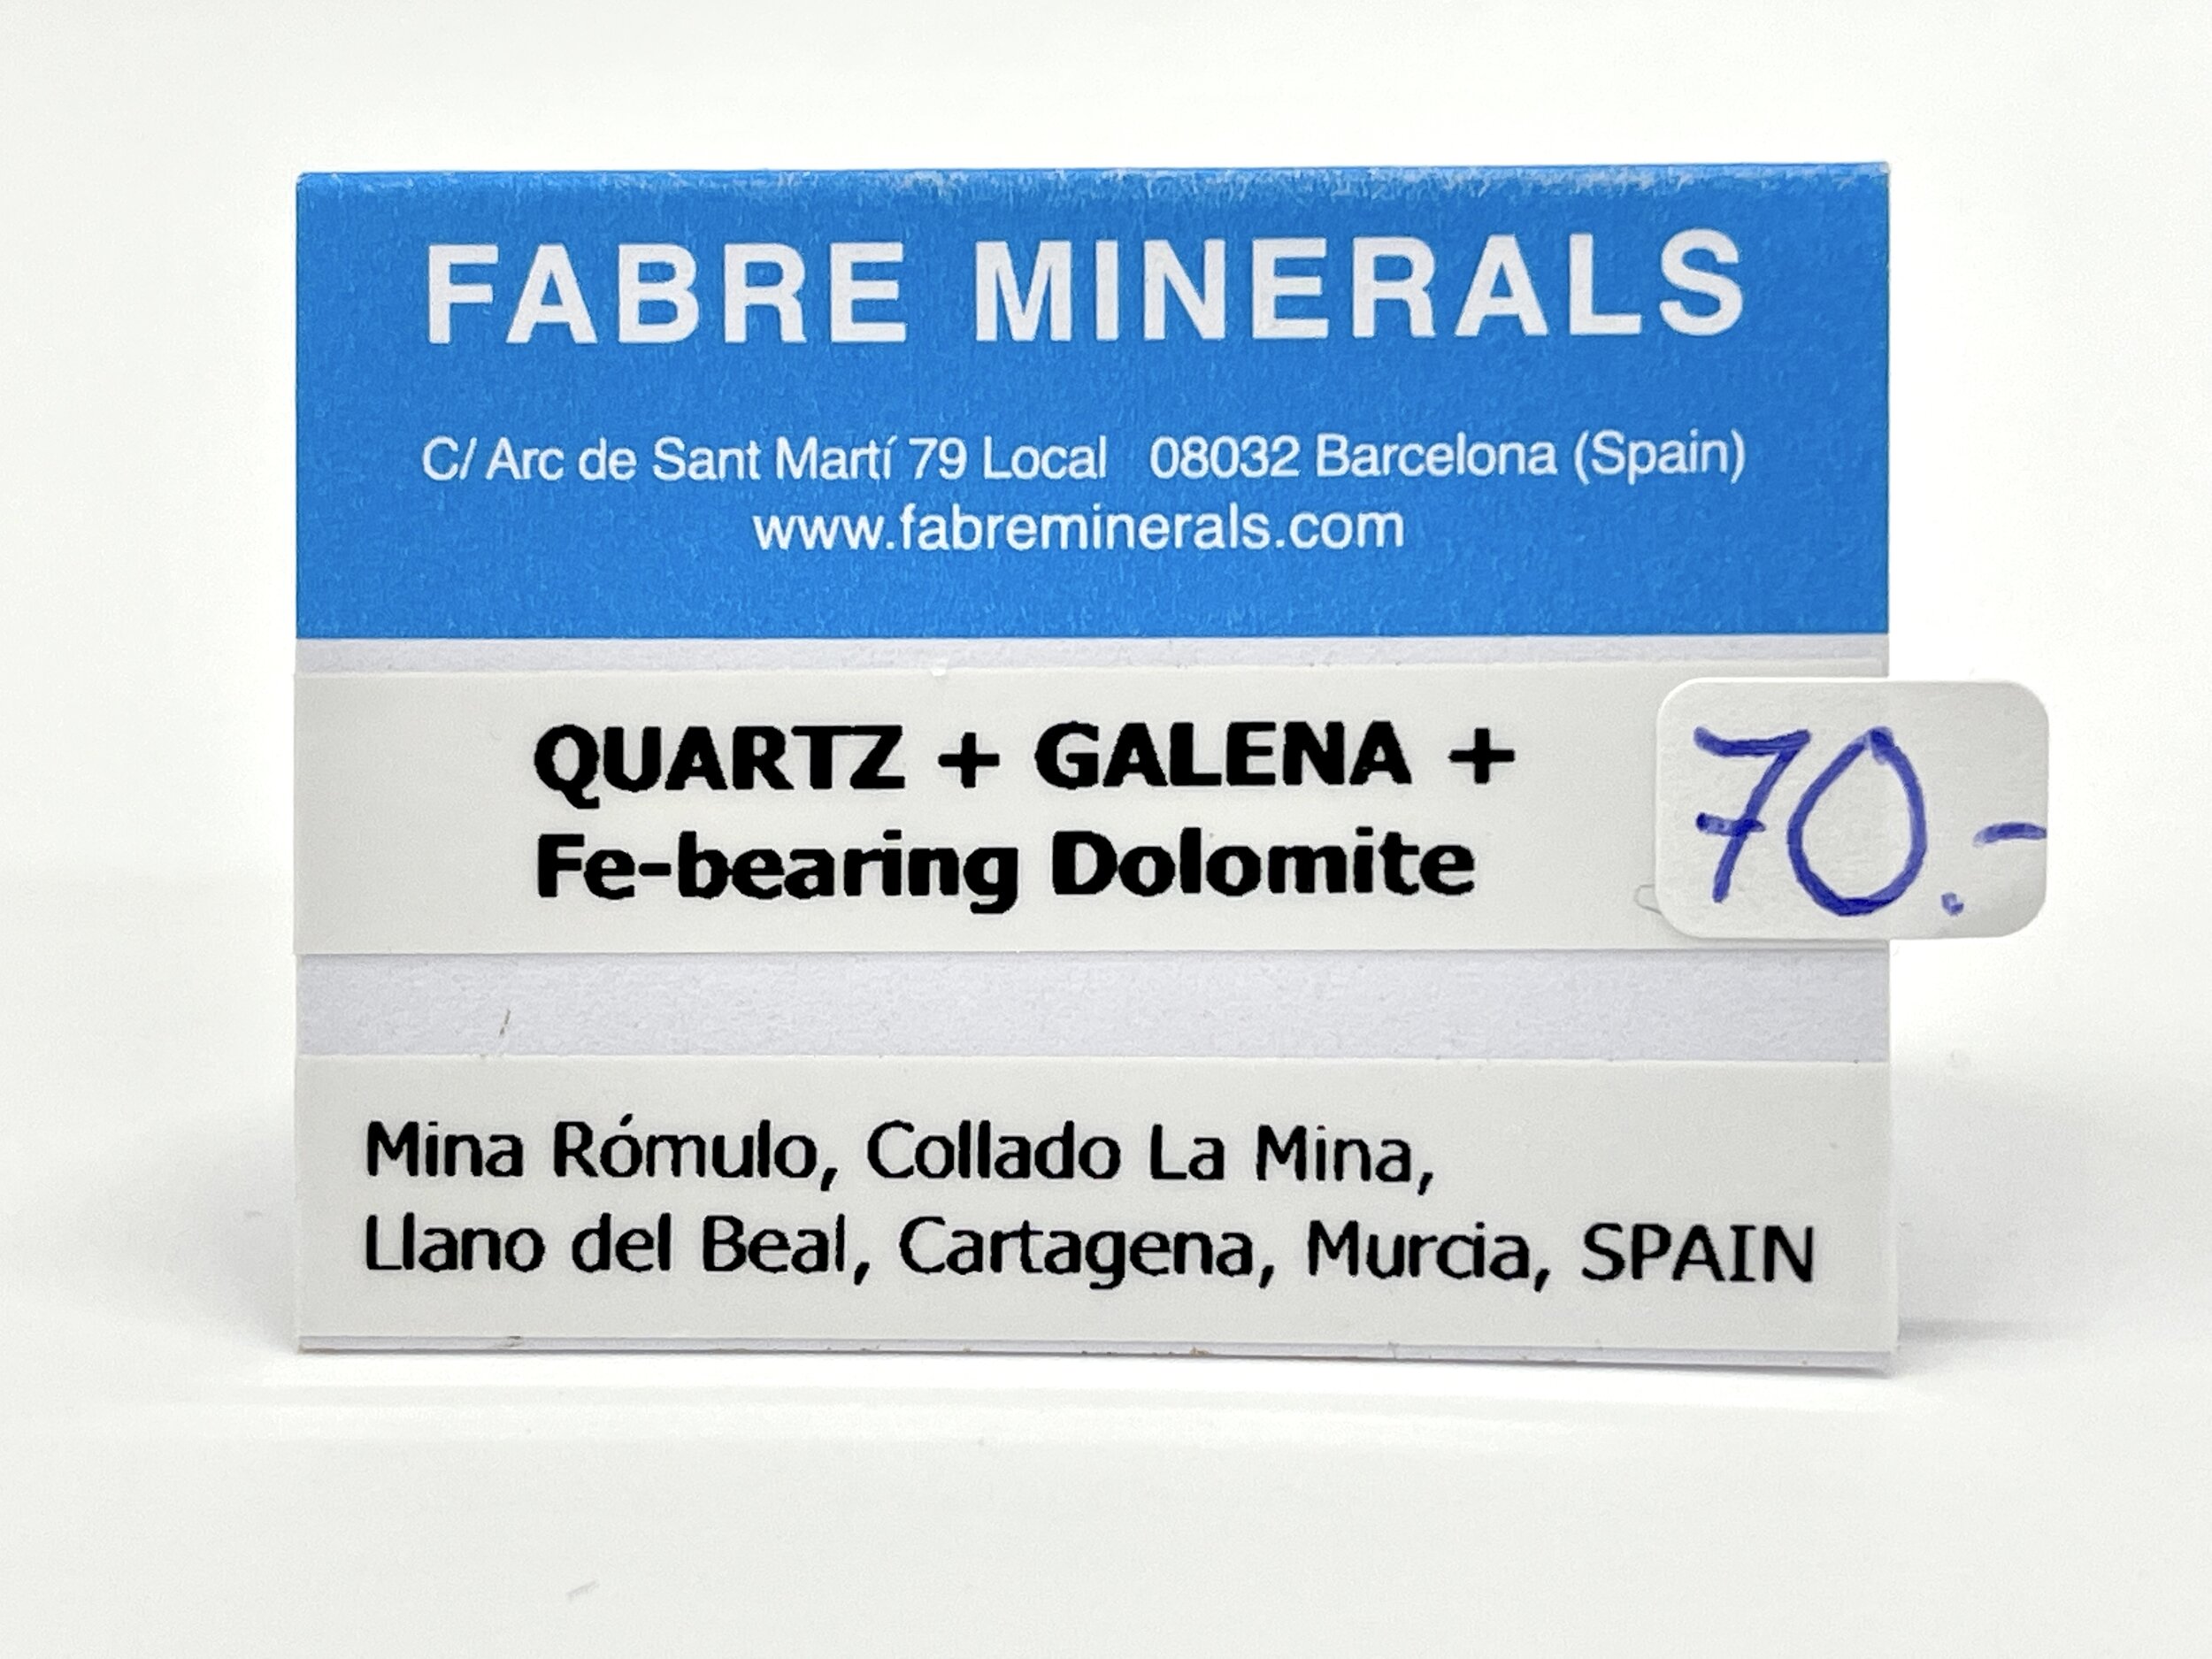 FABRE MINERALS
C/ Arc de Sant Martí 79 Local 08032 Barcelona (Spain)
www.fabreminerals.com
QUARTZ + GALENA +
Fe-bearing Dolomite
70.-
Mina Rómulo, Collado La Mina,
Llano del Beal, Cartagena, Murcia, SPAIN